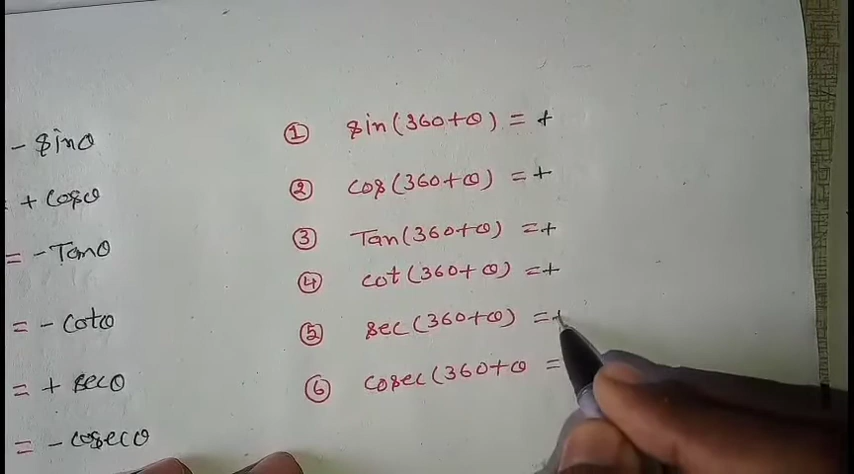 - sinθ
+ cosθ
= - Tanθ
= - cotθ
= + secθ
= - cosecθ
① sin(360+θ) = +
② cos(360+θ) = +
③ Tan(360+θ) = +
④ cot(360+θ) = +
⑤ sec(360+θ) = +
⑥ cosec(360+θ =